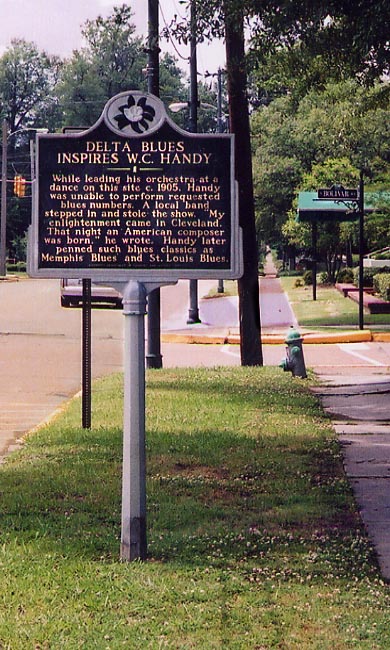 DELTA BLUES
INSPIRES W.C. HANDY
While leading his orchestra at a
dance on this site c. 1905, Handy
was unable to perform requested
blues numbers. A local band
stepped in and stole the show. "My
enlightenment came in Cleveland.
That night an American composer
was born," he wrote. Handy later
penned such blues classics as
Memphis Blues and St. Louis Blues.
BOLIVAR